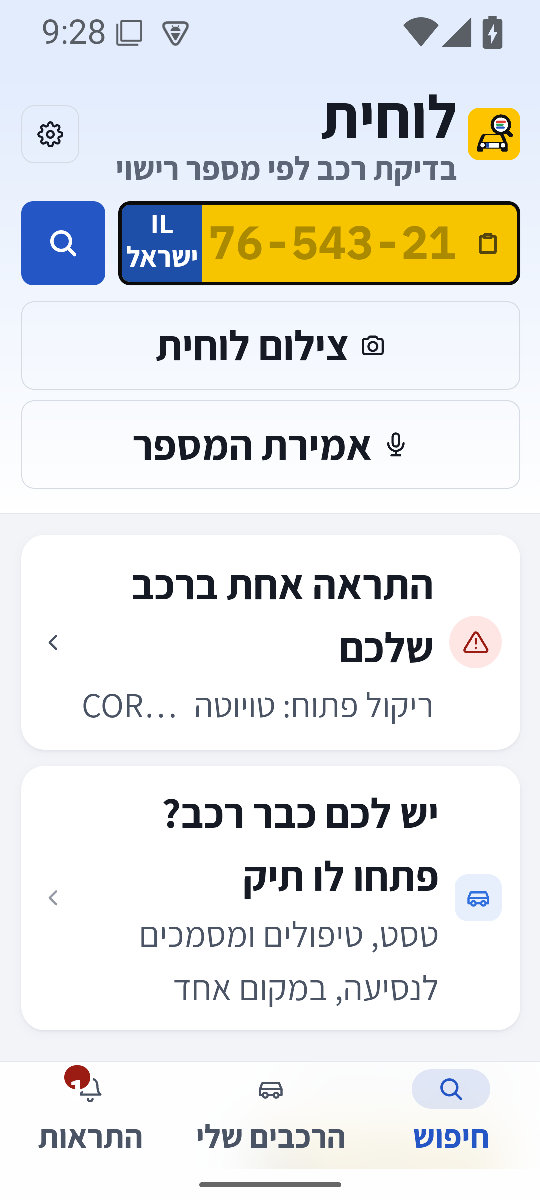 9:28
לוחית
בדיקת רכב לפי מספר רישוי
IL
ישראל
76-543-21
צילום לוחית
אמירת המספר
התראה אחת ברכב
שלכם
ריקול פתוח: טויוטה COR…
יש לכם כבר רכב?
פתחו לו תיק
טסט, טיפולים ומסמכים
לנסיעה, במקום אחד
חיפוש
הרכבים שלי
1
התראות